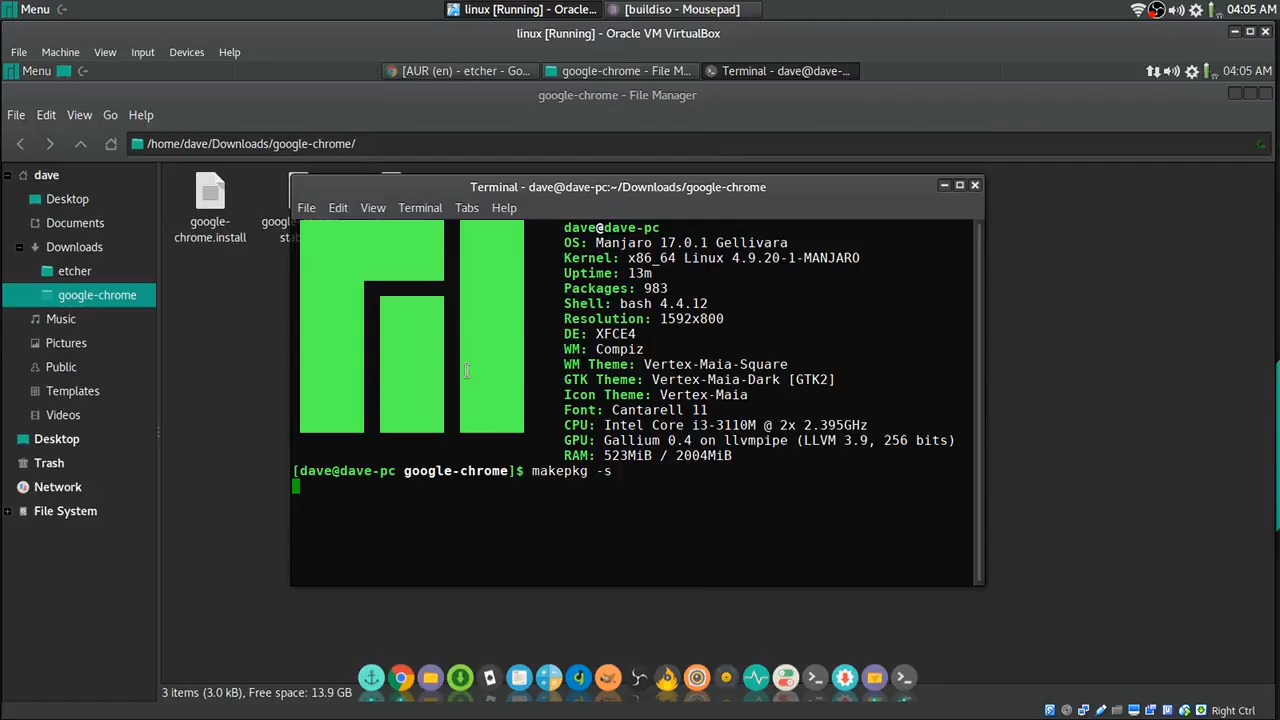 Menu
linux [Running] - Oracle...
[buildiso - Mousepad]
04:05 AM
linux [Running] - Oracle VM VirtualBox
File Machine View Input Devices Help
Menu
[AUR (en) - etcher - Go...
google-chrome - File M...
Terminal - dave@dave-...
04:05 AM
google-chrome - File Manager
File Edit View Go Help
/home/dave/Downloads/google-chrome/
dave
Desktop
Documents
Downloads
etcher
google-chrome
Music
Pictures
Public
Templates
Videos
Desktop
Trash
Network
File System
google-
chrome.install
Terminal - dave@dave-pc:~/Downloads/google-chrome
File Edit View Terminal Tabs Help
dave@dave-pc
OS: Manjaro 17.0.1 Gellivara
Kernel: x86_64 Linux 4.9.20-1-MANJARO
Uptime: 13m
Packages: 983
Shell: bash 4.4.12
Resolution: 1592x800
DE: XFCE4
WM: Compiz
WM Theme: Vertex-Maia-Square
GTK Theme: Vertex-Maia-Dark [GTK2]
Icon Theme: Vertex-Maia
Font: Cantarell 11
CPU: Intel Core i3-3110M @ 2x 2.395GHz
GPU: Gallium 0.4 on llvmpipe (LLVM 3.9, 256 bits)
RAM: 523MiB / 2004MiB
[dave@dave-pc google-chrome]$ makepkg -s
3 items (3.0 kB), Free space: 13.9 GB
Right Ctrl